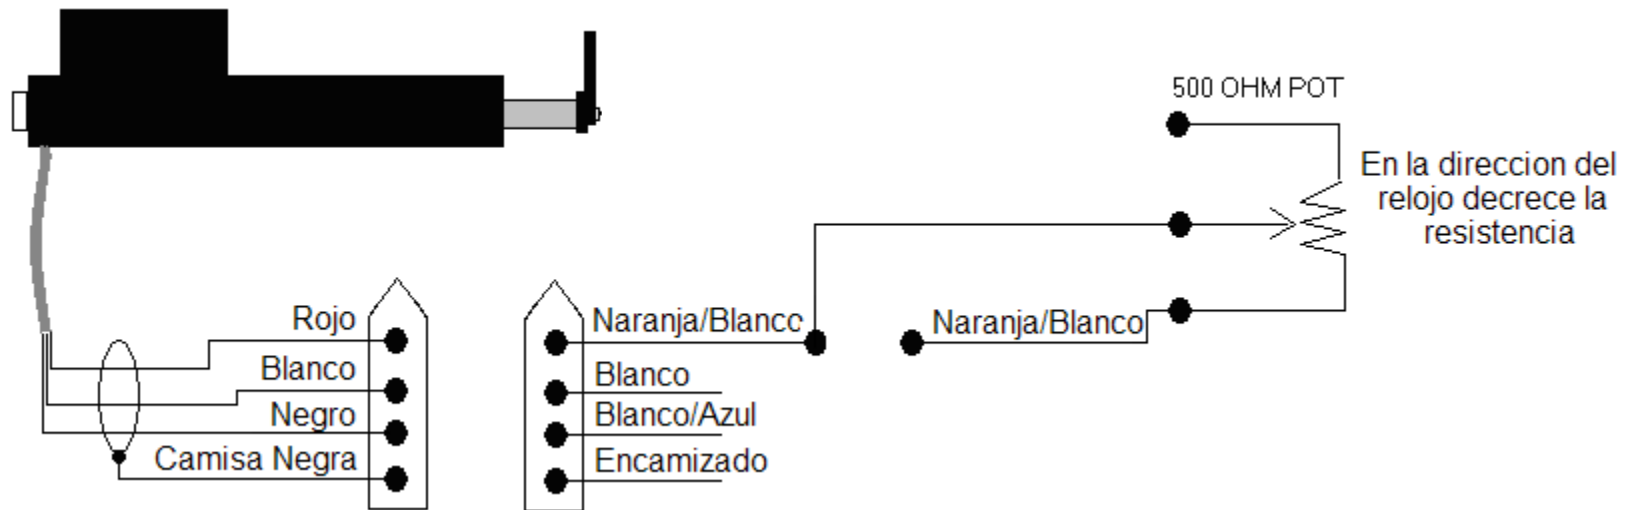 500 OHM POT
En la direccion del
relojo decrece la
resistencia
Rojo
Blanco
Negro
Camisa Negra
Naranja/Blanco
Blanco
Blanco/Azul
Encamizado
Naranja/Blanco